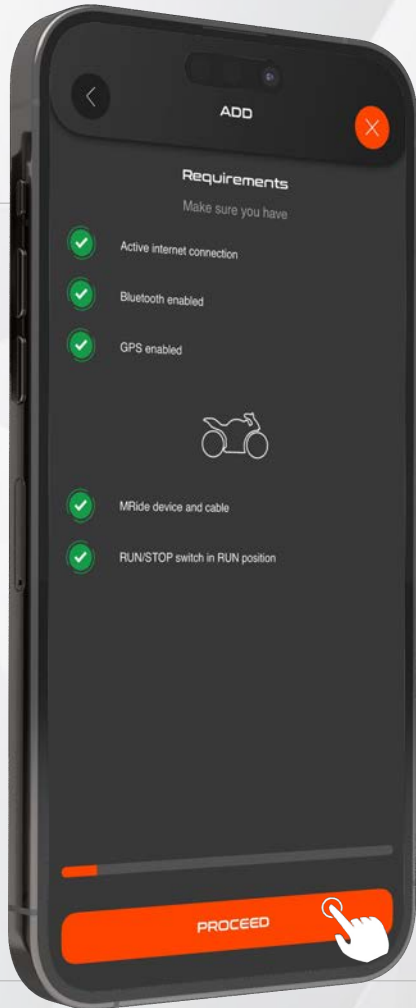 ADD
Requirements
Make sure you have
Active internet connection
Bluetooth enabled
GPS enabled
MRide device and cable
RUN/STOP switch in RUN position
PROCEED